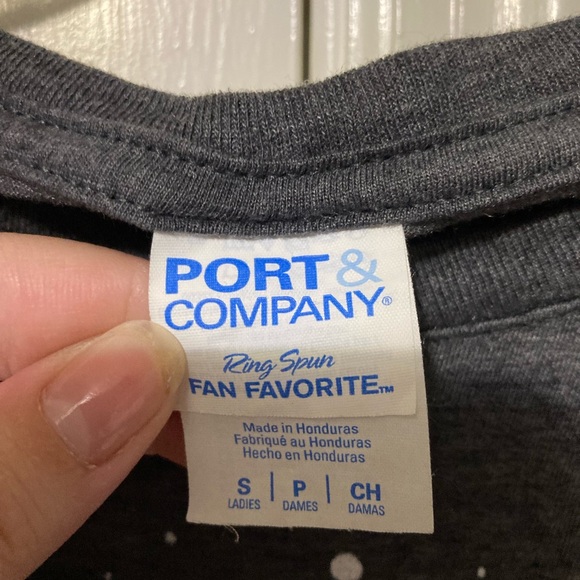 PORT &
COMPANY®
Ring Spun
FAN FAVORITE™
Made in Honduras
Fabriqué au Honduras
Hecho en Honduras
S | P | CH
LADIES DAMES DAMAS